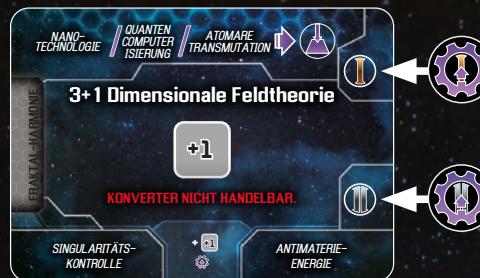 NANO-
TECHNOLOGIE
QUANTEN
COMPUTER
ISIERUNG
ATOMARE
TRANSMUTATION
I
3+1 Dimensionale Feldtheorie
FRAKTAL-HARMONIE
+1
KONVERTER NICHT HANDELBAR.
II
SINGULARITÄTS-
KONTROLLE
+ +1
ANTIMATERIE-
ENERGIE